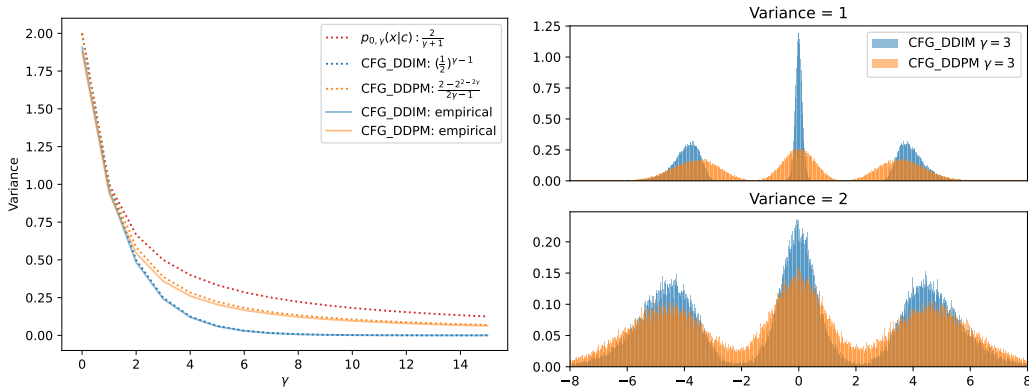 2.00
1.75
1.50
1.25
1.00
0.75
0.50
0.25
0.00
Variance
0 2 4 6 8 10 12 14
γ
p₀,γ(x|c) : 2/(γ+1)
CFG_DDIM: (1/2)^(γ−1)
CFG_DDPM: (2−2^(2−2γ))/(2γ−1)
CFG_DDIM: empirical
CFG_DDPM: empirical
Variance = 1
1.25
1.00
0.75
0.50
0.25
0.00
CFG_DDIM γ = 3
CFG_DDPM γ = 3
Variance = 2
0.20
0.15
0.10
0.05
0.00
−8 −6 −4 −2 0 2 4 6 8